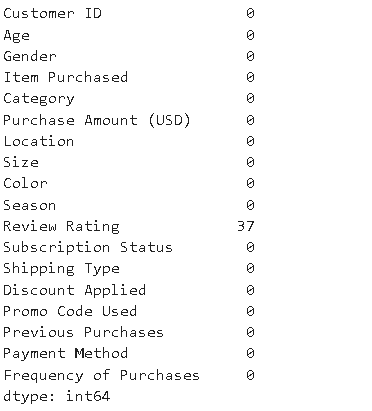 Customer ID 0
Age 0
Gender 0
Item Purchased 0
Category 0
Purchase Amount (USD) 0
Location 0
Size 0
Color 0
Season 0
Review Rating 37
Subscription Status 0
Shipping Type 0
Discount Applied 0
Promo Code Used 0
Previous Purchases 0
Payment Method 0
Frequency of Purchases 0
dtype: int64